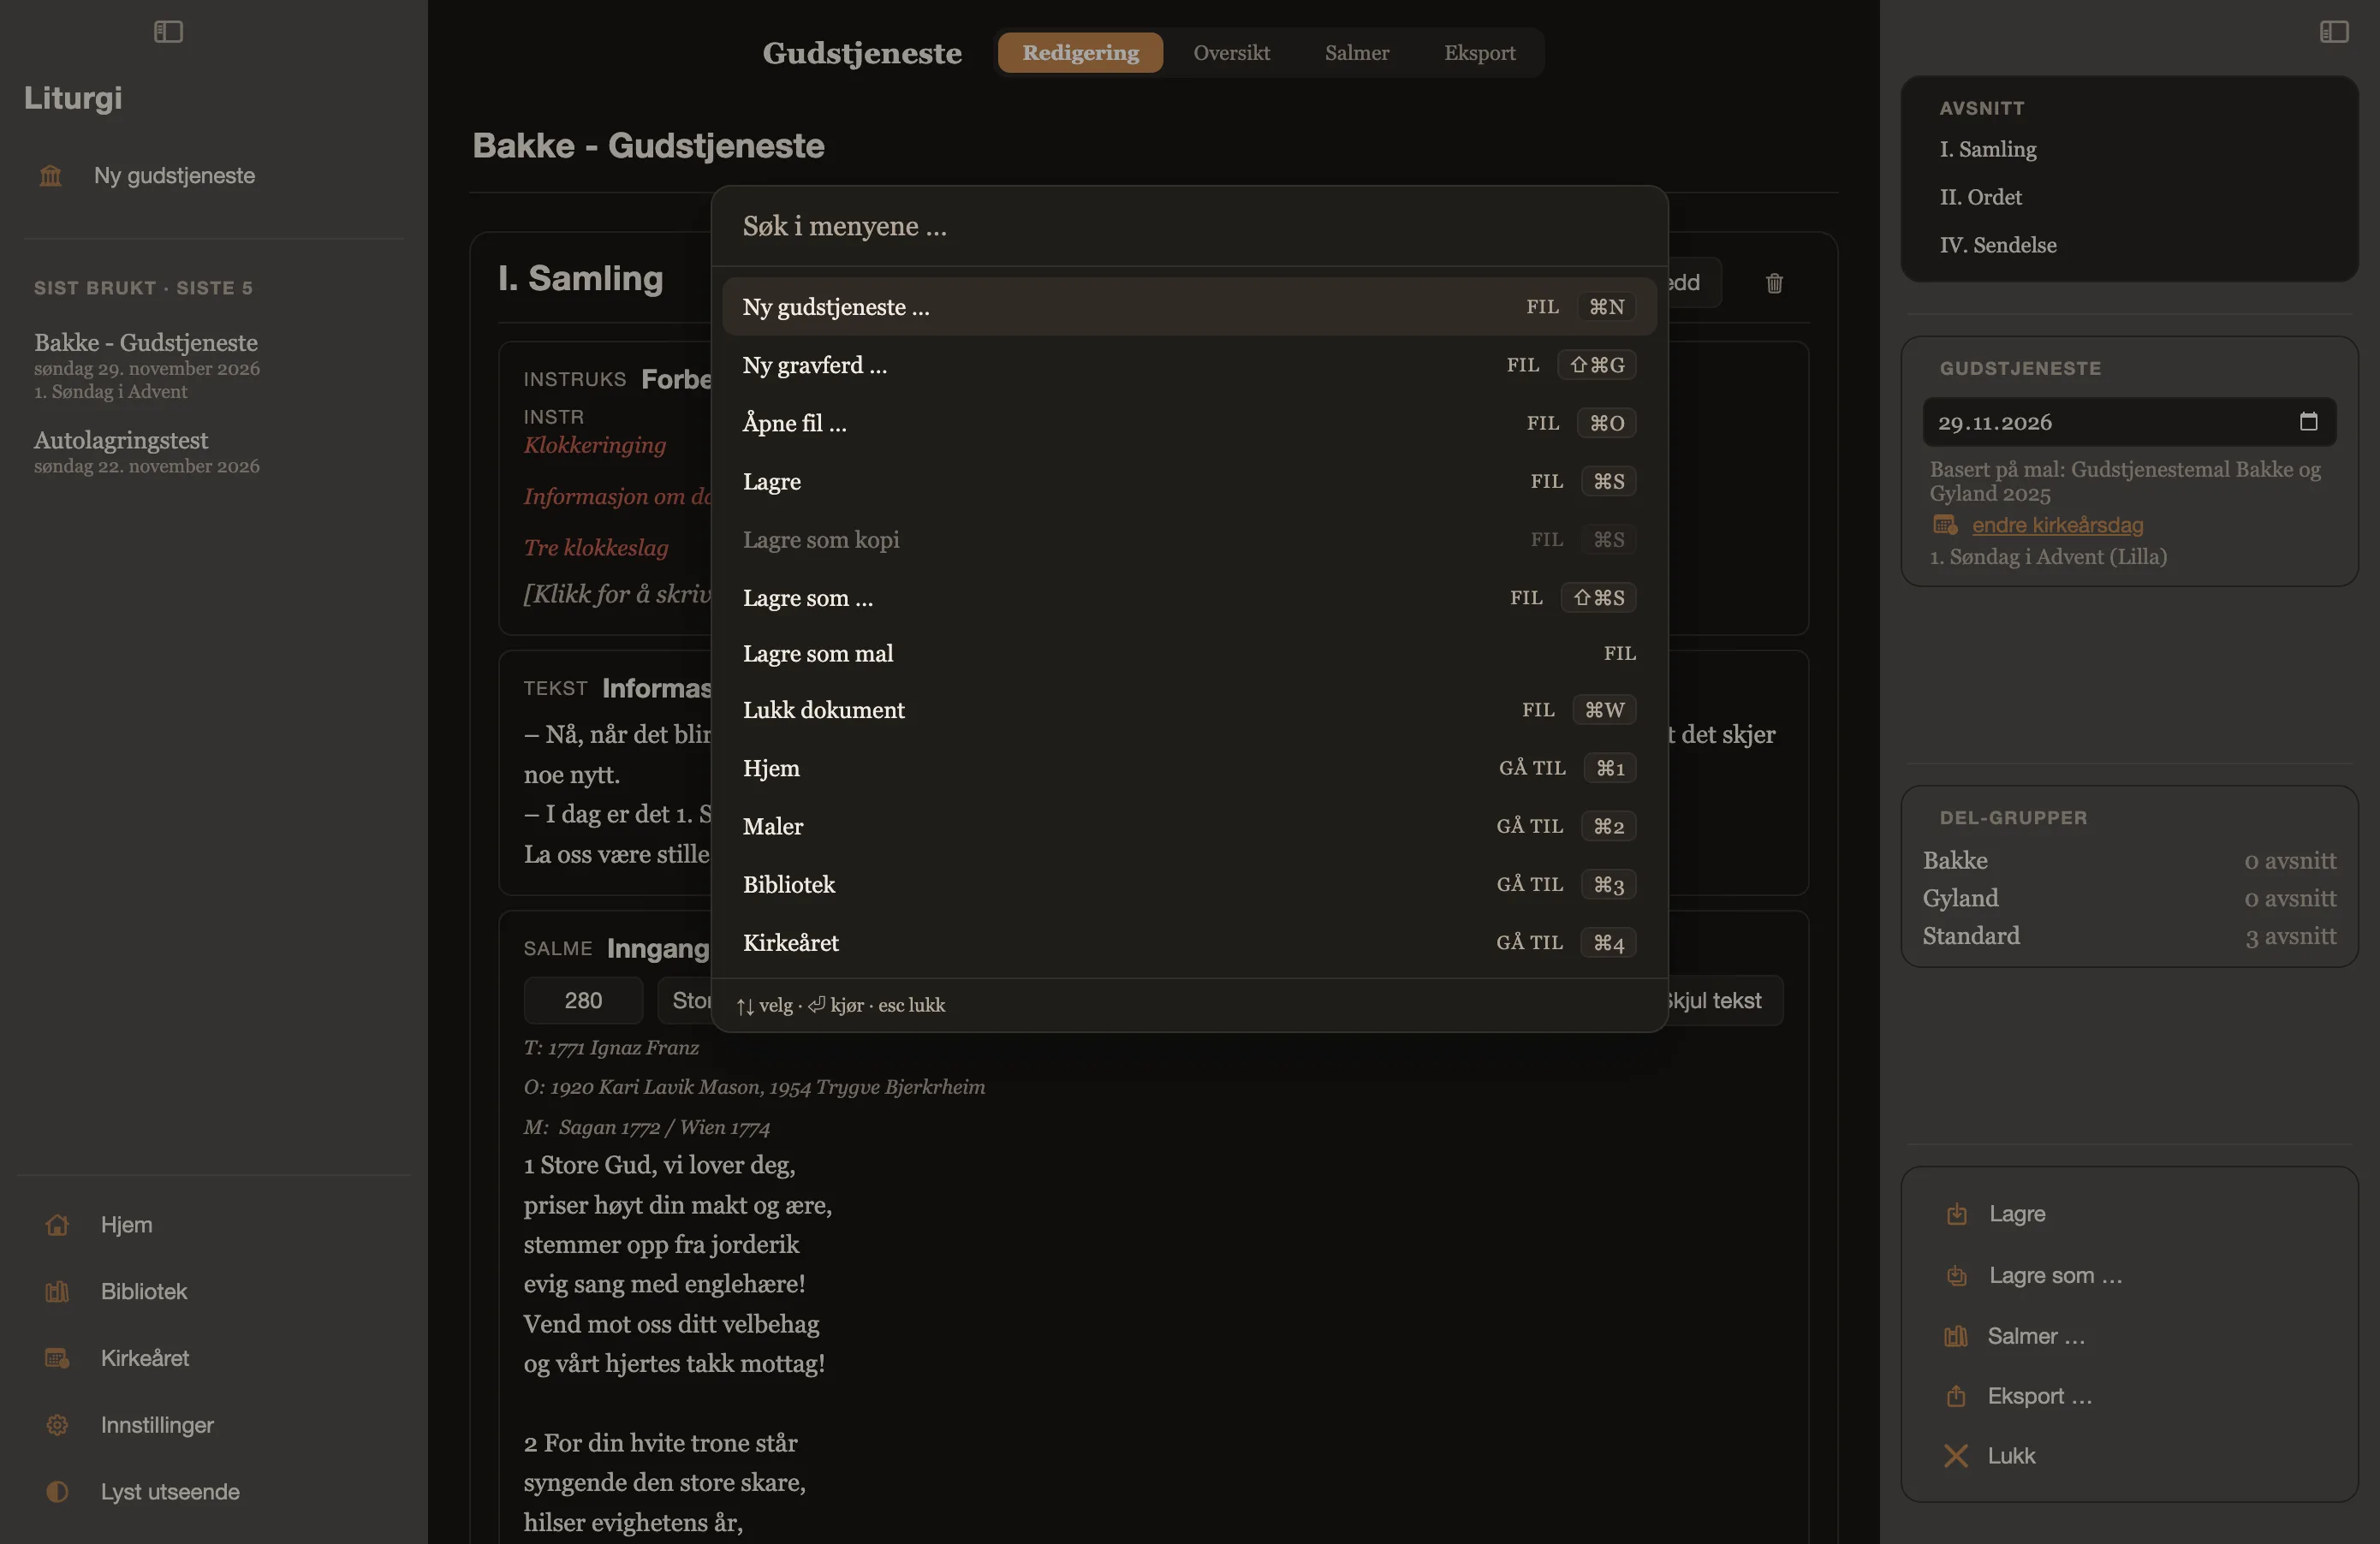 Liturgi
Ny gudstjeneste
SIST BRUKT · SISTE 5
Bakke - Gudstjeneste
søndag 29. november 2026
1. Søndag i Advent
Autolagringstest
søndag 22. november 2026
Hjem
Bibliotek
Kirkeåret
Innstillinger
Lyst utseende
Gudstjeneste Redigering Oversikt Salmer Eksport
Bakke - Gudstjeneste
I. Samling
INSTRUKS
INSTR
Klokkeringing
Informasjon om
Tre klokkeslag
[Klikk for å
TEKST
– Nå, når det
t det skjer
noe nytt.
– I dag er det 1. S
La oss være stille
SALME Inngang
280
Skjul tekst
T: 1771 Ignaz Franz
O: 1920 Kari Lavik Mason, 1954 Trygve Bjerkrheim
M: Sagan 1772 / Wien 1774
1 Store Gud, vi lover deg,
priser høyt din makt og ære,
stemmer opp fra jorderik
evig sang med englehære!
Vend mot oss ditt velbehag
og vårt hjertes takk mottag!
2 For din hvite trone står
syngende den store skare,
hilser evighetens år,
Søk i menyene ...
Ny gudstjeneste ... FIL ⌘N
Ny gravferd ... FIL ⇧⌘G
Åpne fil ... FIL ⌘O
Lagre FIL ⌘S
Lagre som kopi FIL ⌘S
Lagre som ... FIL ⇧⌘S
Lagre som mal FIL
Lukk dokument FIL ⌘W
Hjem GÅ TIL ⌘1
Maler GÅ TIL ⌘2
Bibliotek GÅ TIL ⌘3
Kirkeåret GÅ TIL ⌘4
↑↓ velg · ⏎ kjør · esc lukk
AVSNITT
I. Samling
II. Ordet
IV. Sendelse
GUDSTJENESTE
29.11.2026
Basert på mal: Gudstjenestemal Bakke og
Gyland 2025
endre kirkeårsdag
1. Søndag i Advent (Lilla)
DEL-GRUPPER
Bakke 0 avsnitt
Gyland 0 avsnitt
Standard 3 avsnitt
Lagre
Lagre som ...
Salmer ...
Eksport ...
Lukk